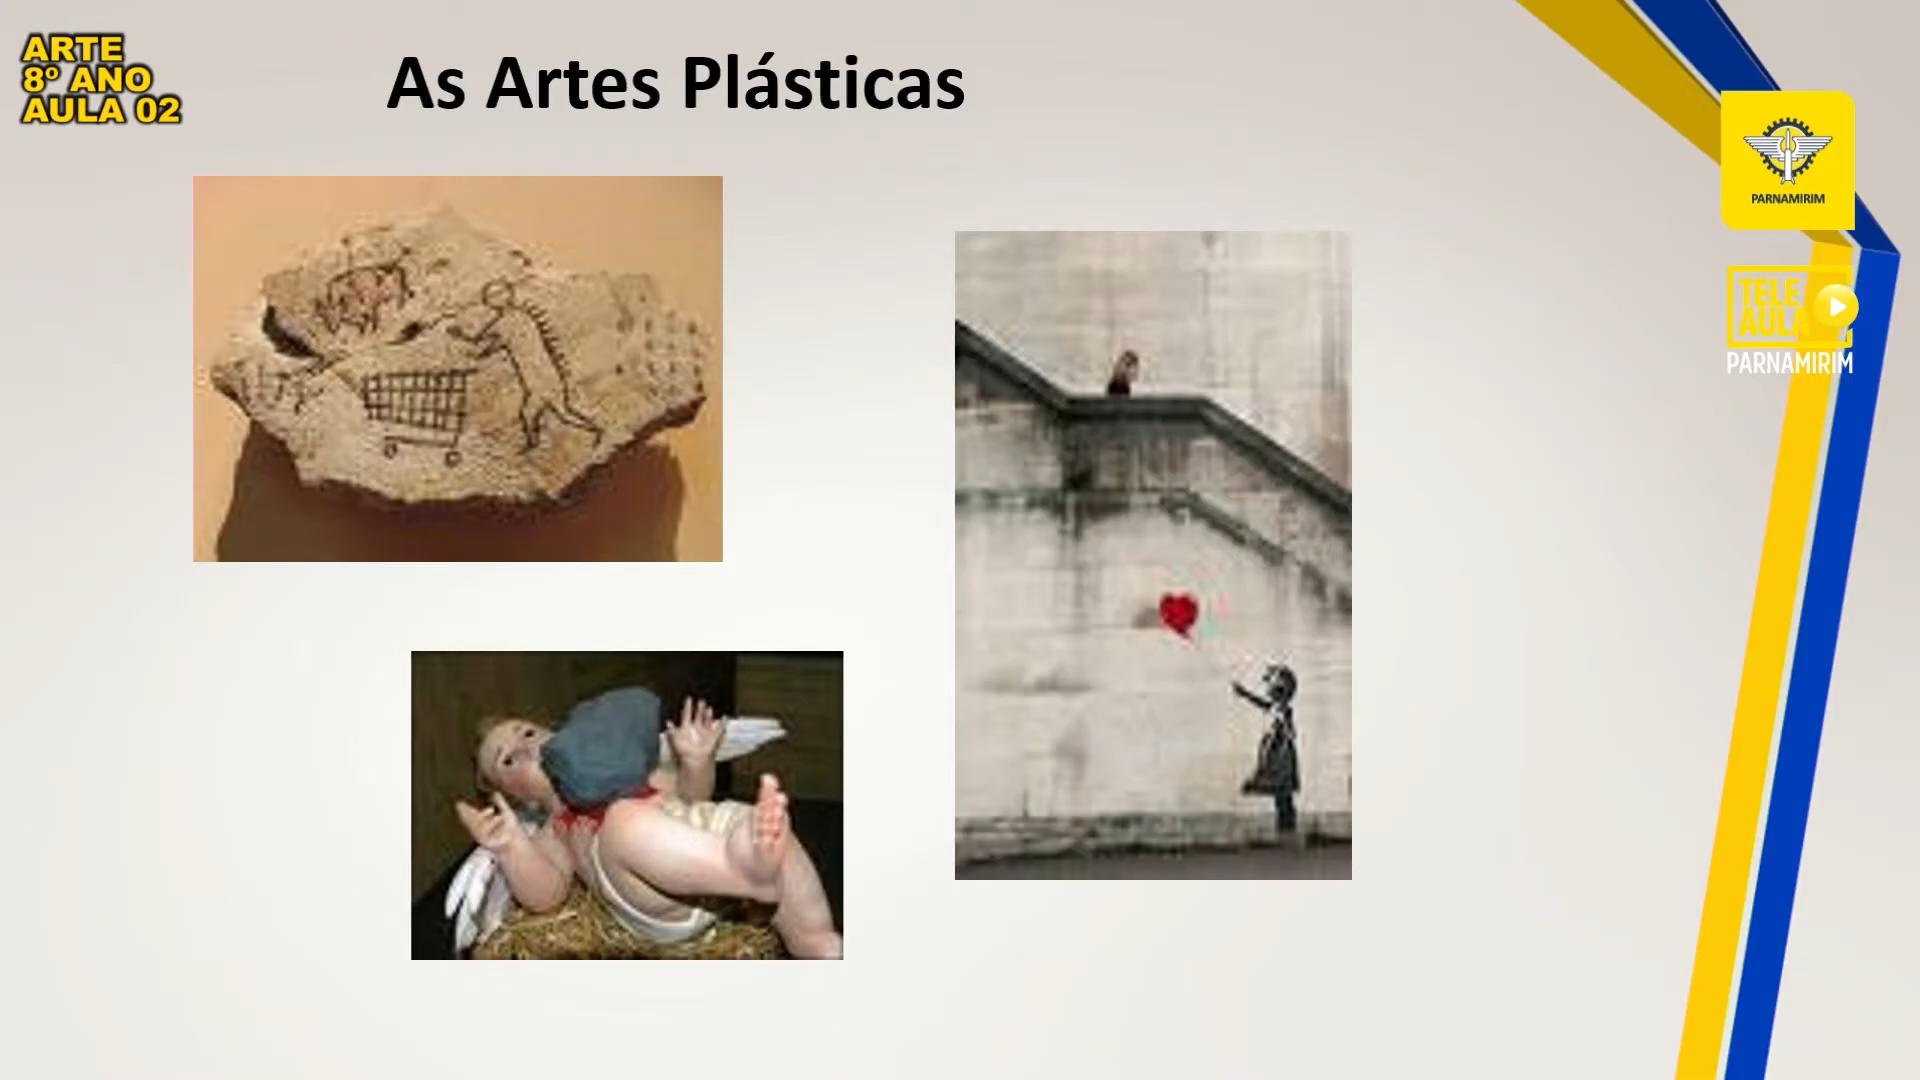 ARTE
8º ANO
AULA 02
As Artes Plásticas
PARNAMIRIM
TELE
AULA
PARNAMIRIM